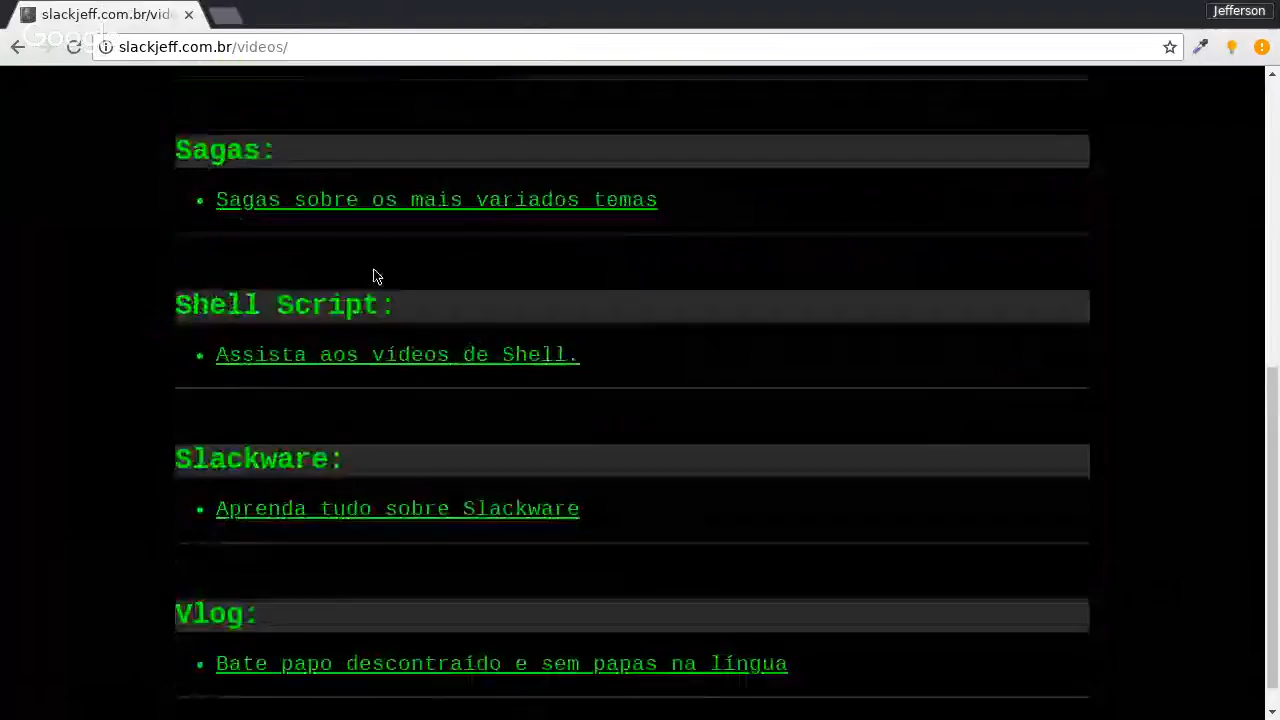 slackjeff.com.br/vid
Jefferson
Google
slackjeff.com.br/videos/
Sagas:
Sagas sobre os mais variados temas
Shell Script:
Assista aos vídeos de Shell.
Slackware:
Aprenda tudo sobre Slackware
Vlog:
Bate papo descontraído e sem papas na língua